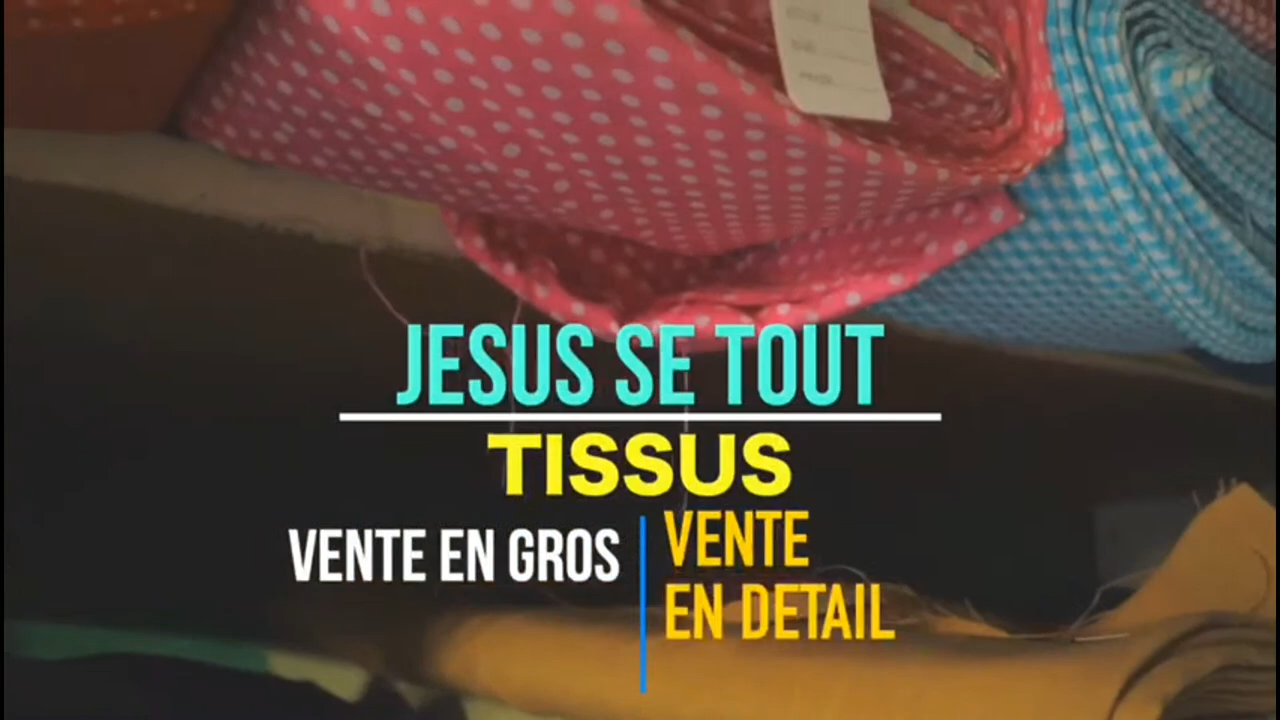 JESUS SE TOUT
TISSUS
VENTE EN GROS
VENTE
EN DETAIL